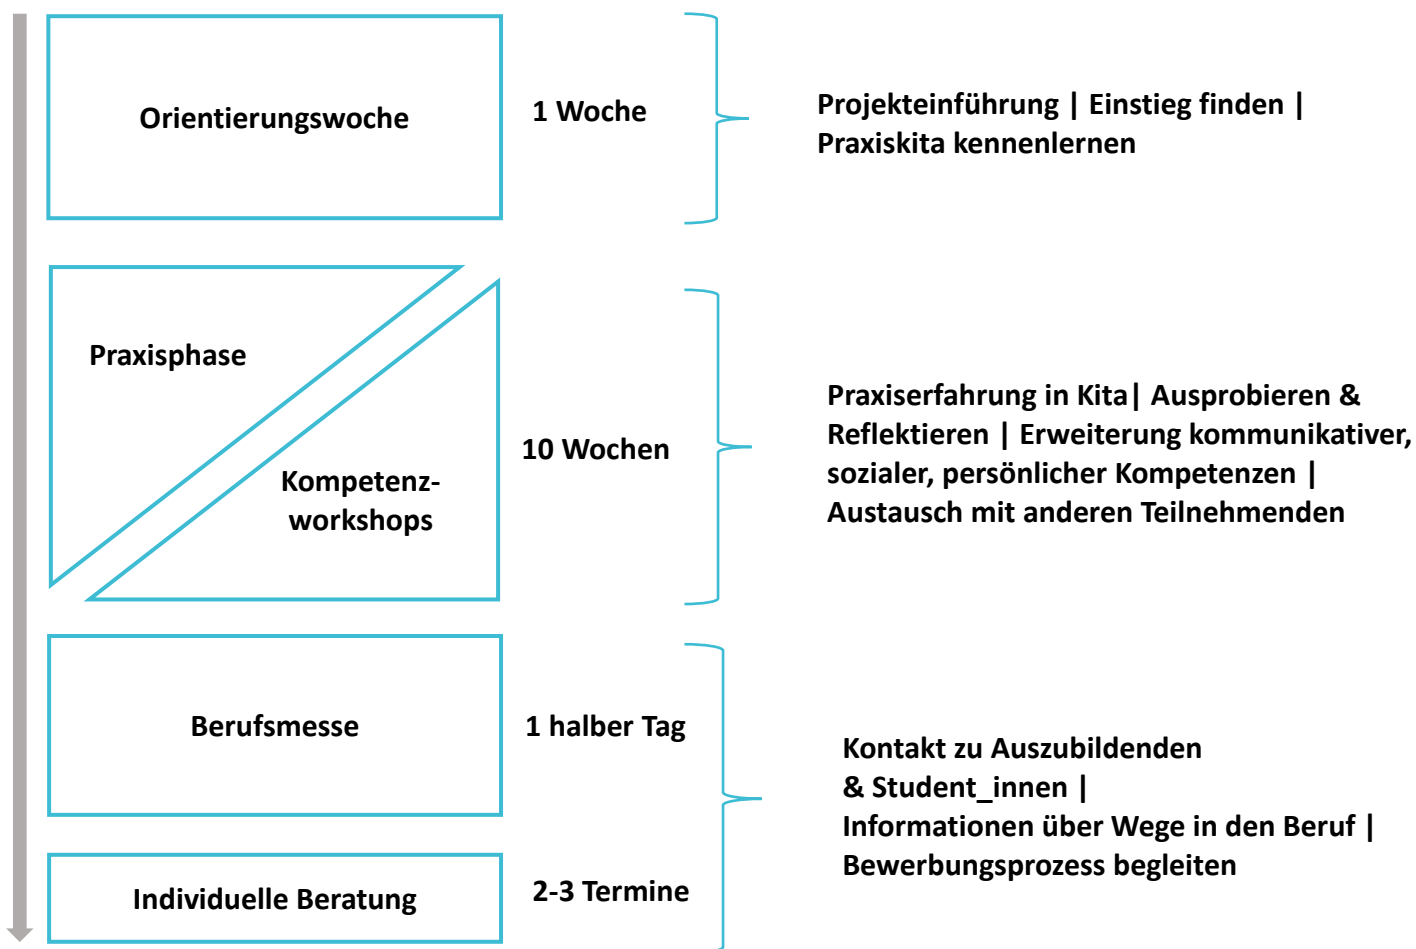 Orientierungswoche
1 Woche
Projekteinführung | Einstieg finden |
Praxiskita kennenlernen
Praxisphase
Kompetenz-
workshops
10 Wochen
Praxiserfahrung in Kita| Ausprobieren &
Reflektieren | Erweiterung kommunikativer,
sozialer, persönlicher Kompetenzen |
Austausch mit anderen Teilnehmenden
Berufsmesse
1 halber Tag
Individuelle Beratung
2-3 Termine
Kontakt zu Auszubildenden
& Student_innen |
Informationen über Wege in den Beruf |
Bewerbungsprozess begleiten